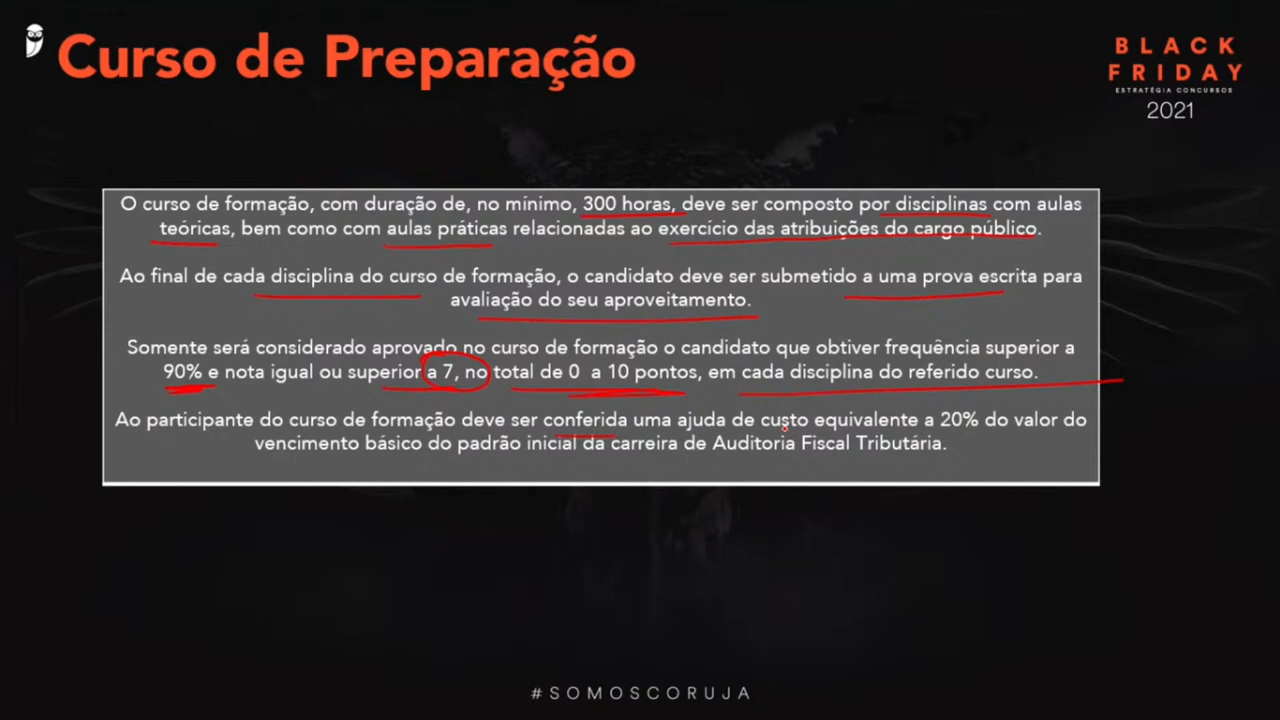 Curso de Preparação
BLACK
FRIDAY
ESTRATÉGIA CONCURSOS
2021
O curso de formação, com duração de, no mínimo, 300 horas, deve ser composto por disciplinas com aulas
teóricas, bem como com aulas práticas relacionadas ao exercício das atribuições do cargo público.
Ao final de cada disciplina do curso de formação, o candidato deve ser submetido a uma prova escrita para
avaliação do seu aproveitamento.
Somente será considerado aprovado no curso de formação o candidato que obtiver frequência superior a
90% e nota igual ou superior a 7, no total de 0 a 10 pontos, em cada disciplina do referido curso.
Ao participante do curso de formação deve ser conferida uma ajuda de custo equivalente a 20% do valor do
vencimento básico do padrão inicial da carreira de Auditoria Fiscal Tributária.
#SOMOSCORUJA